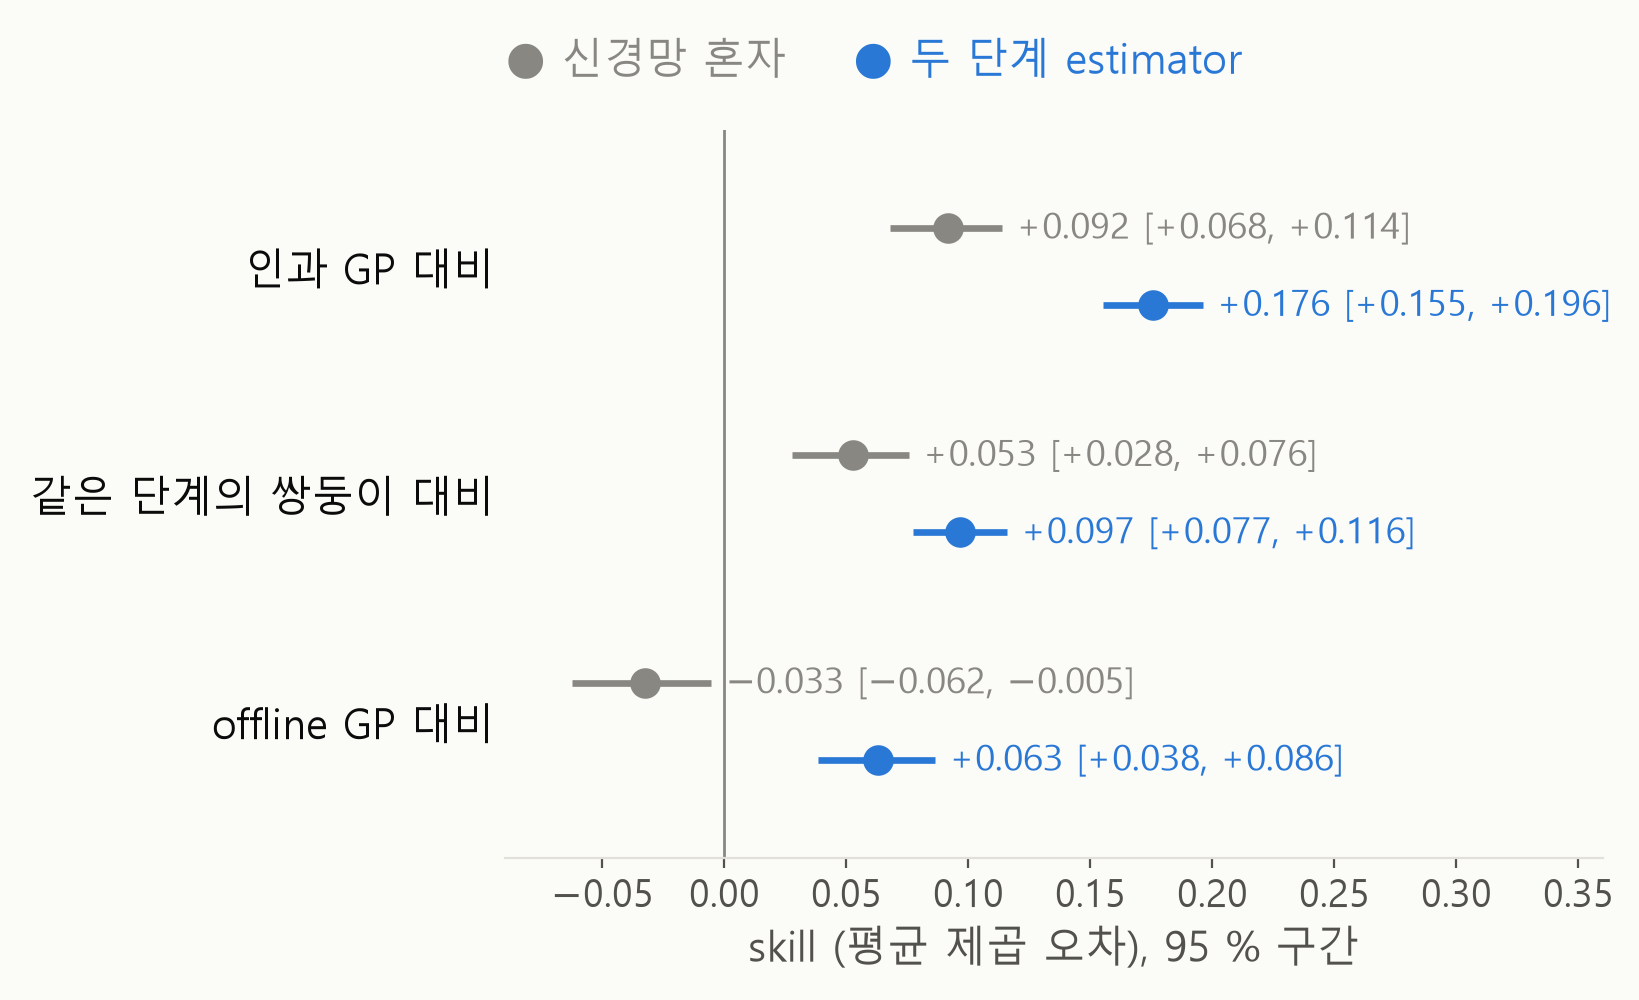 신경망 혼자
두 단계 estimator
인과 GP 대비
+0.092 [+0.068, +0.114]
+0.176 [+0.155, +0.196]
같은 단계의 쌍둥이 대비
+0.053 [+0.028, +0.076]
+0.097 [+0.077, +0.116]
offline GP 대비
−0.033 [−0.062, −0.005]
+0.063 [+0.038, +0.086]
−0.05 0.00 0.05 0.10 0.15 0.20 0.25 0.30 0.35
skill (평균 제곱 오차), 95 % 구간